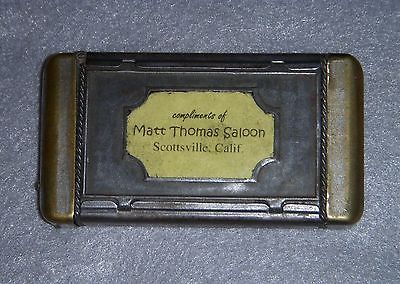 compliments of
Matt Thomas Saloon
Scottsville, Calif.